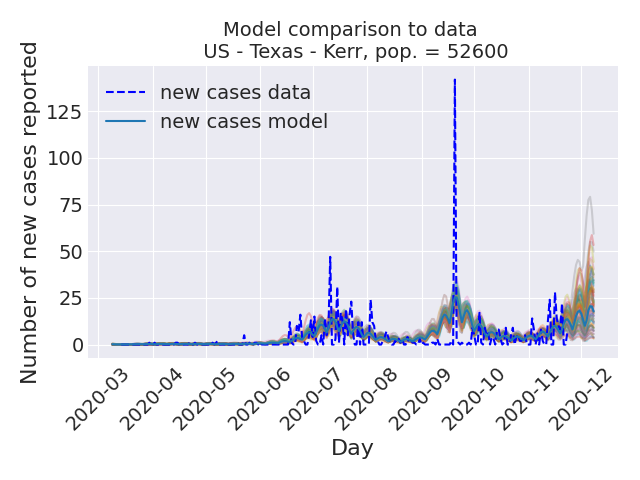 Model comparison to data
US - Texas - Kerr, pop. = 52600
Number of new cases reported
125
100
75
50
25
0
new cases data
new cases model
2020-03
2020-04
2020-05
2020-06
2020-07
2020-08
2020-09
2020-10
2020-11
2020-12
Day